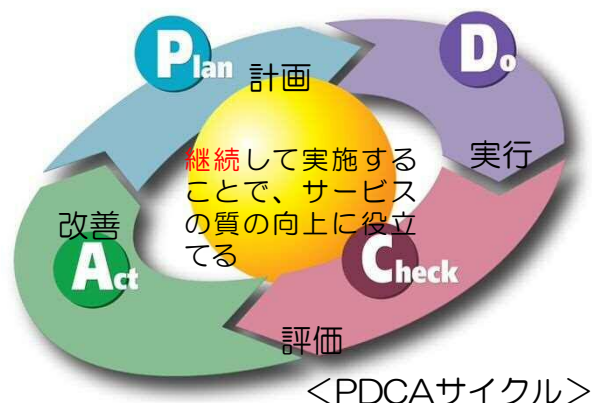 Plan
計画
Do
実行
継続して実施する
ことで、サービス
の質の向上に役立
てる
改善
Act
Check
評価
＜PDCAサイクル＞